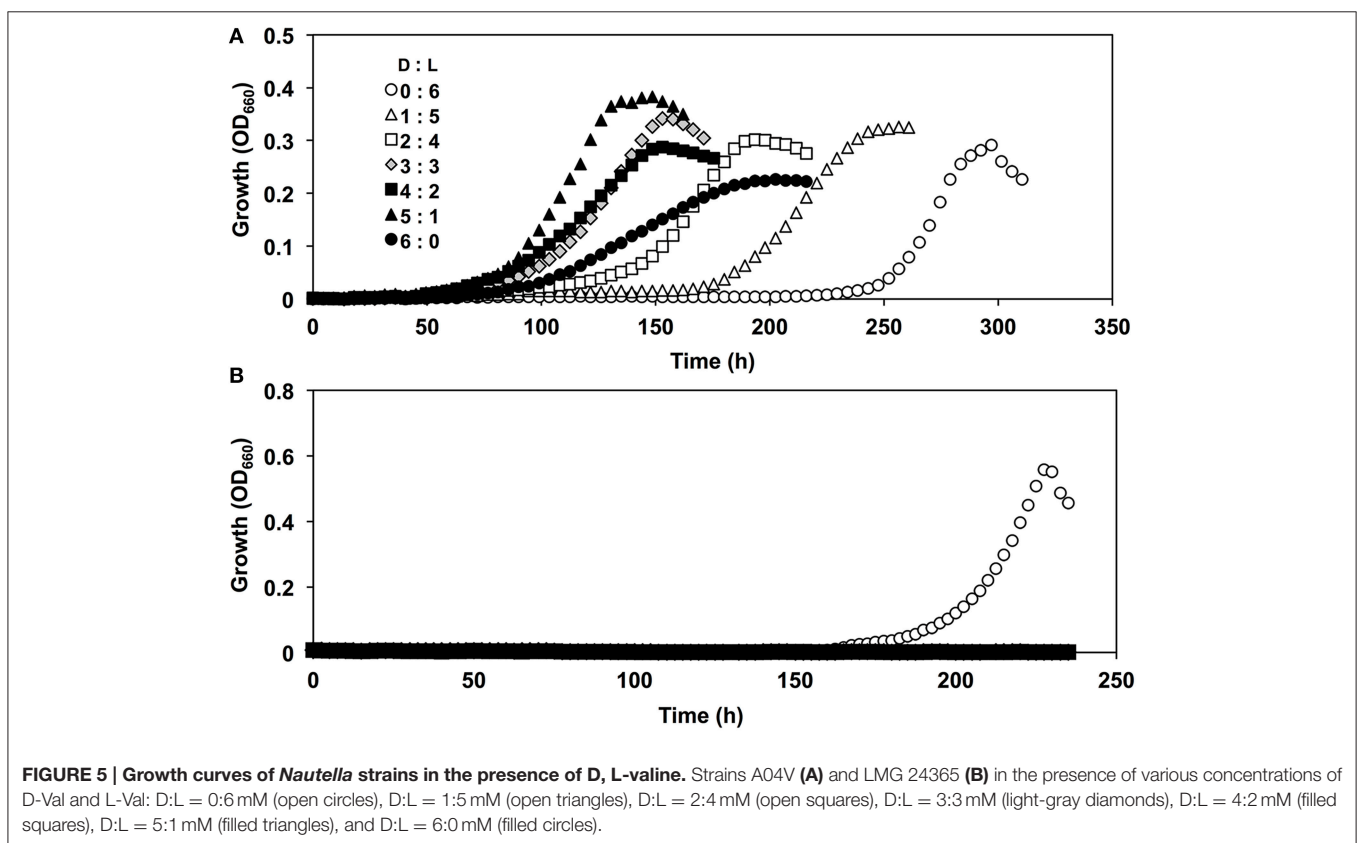 A
0.5
0.4
0.3
0.2
0.1
0
Growth (OD660)
D : L
0 : 6
1 : 5
2 : 4
3 : 3
4 : 2
5 : 1
6 : 0
0 50 100 150 200 250 300 350
Time (h)
B
0.8
0.6
0.4
0.2
0
Growth (OD660)
0 50 100 150 200 250
Time (h)
FIGURE 5 | Growth curves of Nautella strains in the presence of D, L-valine. Strains A04V (A) and LMG 24365 (B) in the presence of various concentrations of
D-Val and L-Val: D:L = 0:6 mM (open circles), D:L = 1:5 mM (open triangles), D:L = 2:4 mM (open squares), D:L = 3:3 mM (light-gray diamonds), D:L = 4:2 mM (filled
squares), D:L = 5:1 mM (filled triangles), and D:L = 6:0 mM (filled circles).